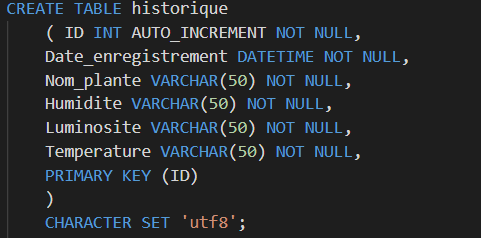 CREATE TABLE historique
( ID INT AUTO_INCREMENT NOT NULL,
Date_enregistrement DATETIME NOT NULL,
Nom_plante VARCHAR(50) NOT NULL,
Humidite VARCHAR(50) NOT NULL,
Luminosite VARCHAR(50) NOT NULL,
Temperature VARCHAR(50) NOT NULL,
PRIMARY KEY (ID)
)
CHARACTER SET 'utf8';